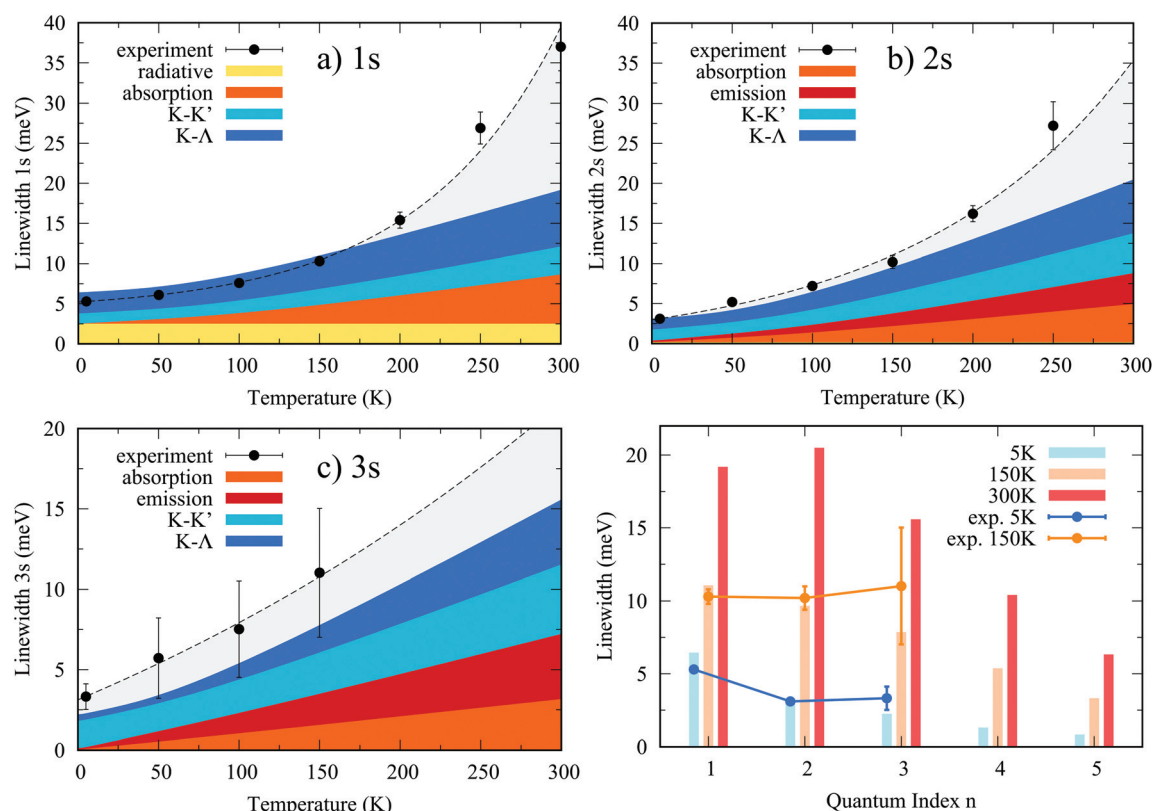 a) 1s
experiment
radiative
absorption
K-K’
K-Λ
Linewidth 1s (meV)
40
35
30
25
20
15
10
5
0
0 50 100 150 200 250 300
Temperature (K)
b) 2s
experiment
absorption
emission
K-K’
K-Λ
Linewidth 2s (meV)
40
35
30
25
20
15
10
5
0
0 50 100 150 200 250 300
Temperature (K)
c) 3s
experiment
absorption
emission
K-K’
K-Λ
Linewidth 3s (meV)
20
15
10
5
0
0 50 100 150 200 250 300
Temperature (K)
5K
150K
300K
exp. 5K
exp. 150K
Linewidth (meV)
20
15
10
5
0
1 2 3 4 5
Quantum Index n